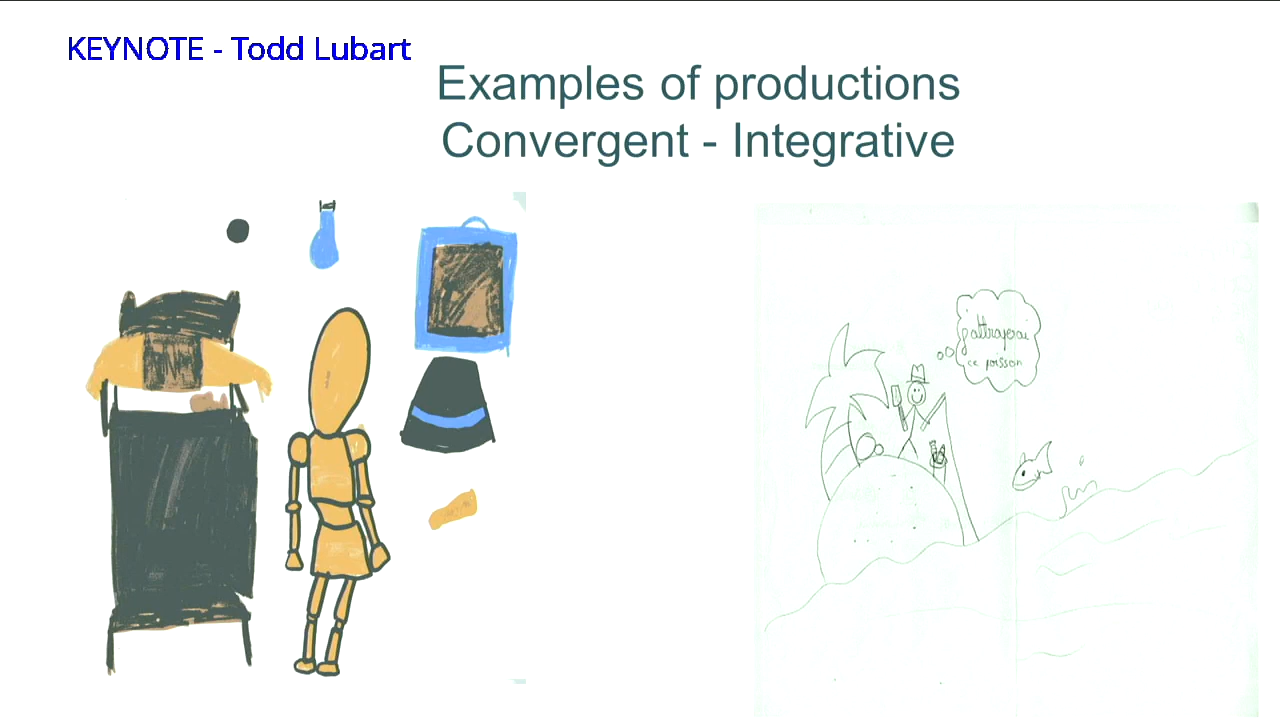 KEYNOTE - Todd Lubart
Examples of productions
Convergent - Integrative
j'attraperai
ce poisson